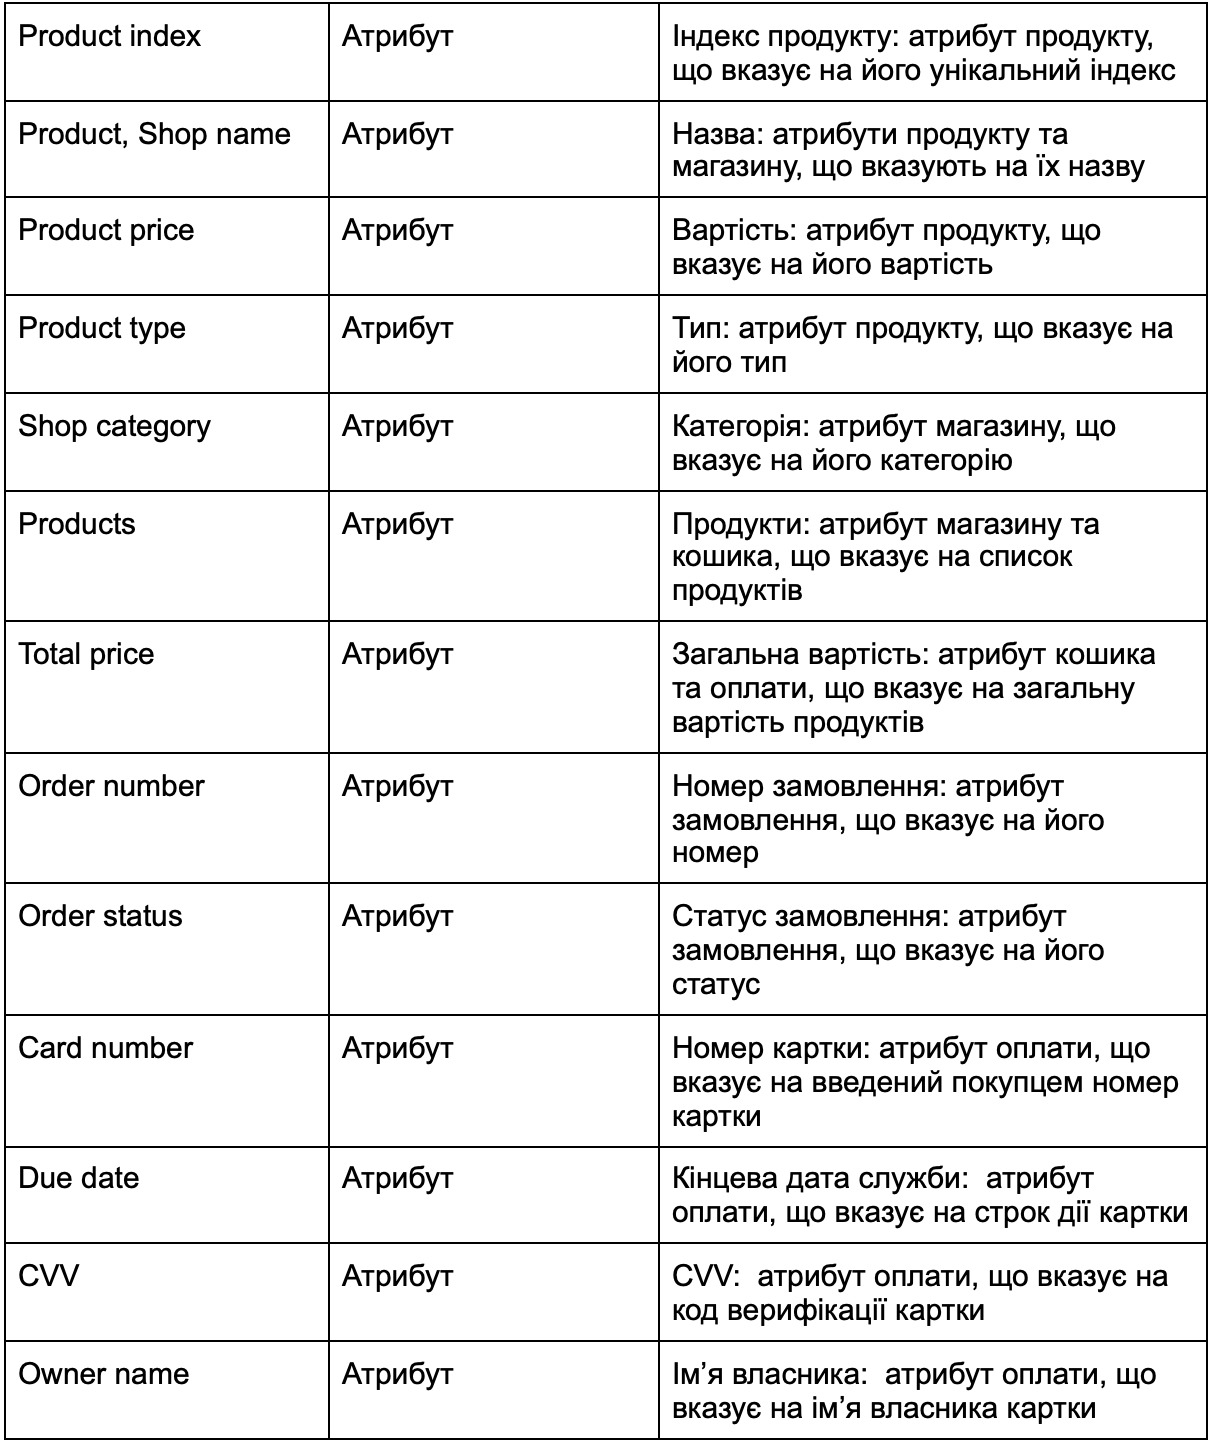 Product index
Атрибут
Індекс продукту: атрибут продукту,
що вказує на його унікальний індекс
Product, Shop name
Атрибут
Назва: атрибути продукту та
магазину, що вказують на їх назву
Product price
Атрибут
Вартість: атрибут продукту, що
вказує на його вартість
Product type
Атрибут
Тип: атрибут продукту, що вказує на
його тип
Shop category
Атрибут
Категорія: атрибут магазину, що
вказує на його категорію
Products
Атрибут
Продукти: атрибут магазину та
кошика, що вказує на список
продуктів
Total price
Атрибут
Загальна вартість: атрибут кошика
та оплати, що вказує на загальну
вартість продуктів
Order number
Атрибут
Номер замовлення: атрибут
замовлення, що вказує на його
номер
Order status
Атрибут
Статус замовлення: атрибут
замовлення, що вказує на його
статус
Card number
Атрибут
Номер картки: атрибут оплати, що
вказує на введений покупцем номер
картки
Due date
Атрибут
Кінцева дата служби:  атрибут
оплати, що вказує на строк дії картки
CVV
Атрибут
CVV:  атрибут оплати, що вказує на
код верифікації картки
Owner name
Атрибут
Ім’я власника:  атрибут оплати, що
вказує на ім’я власника картки